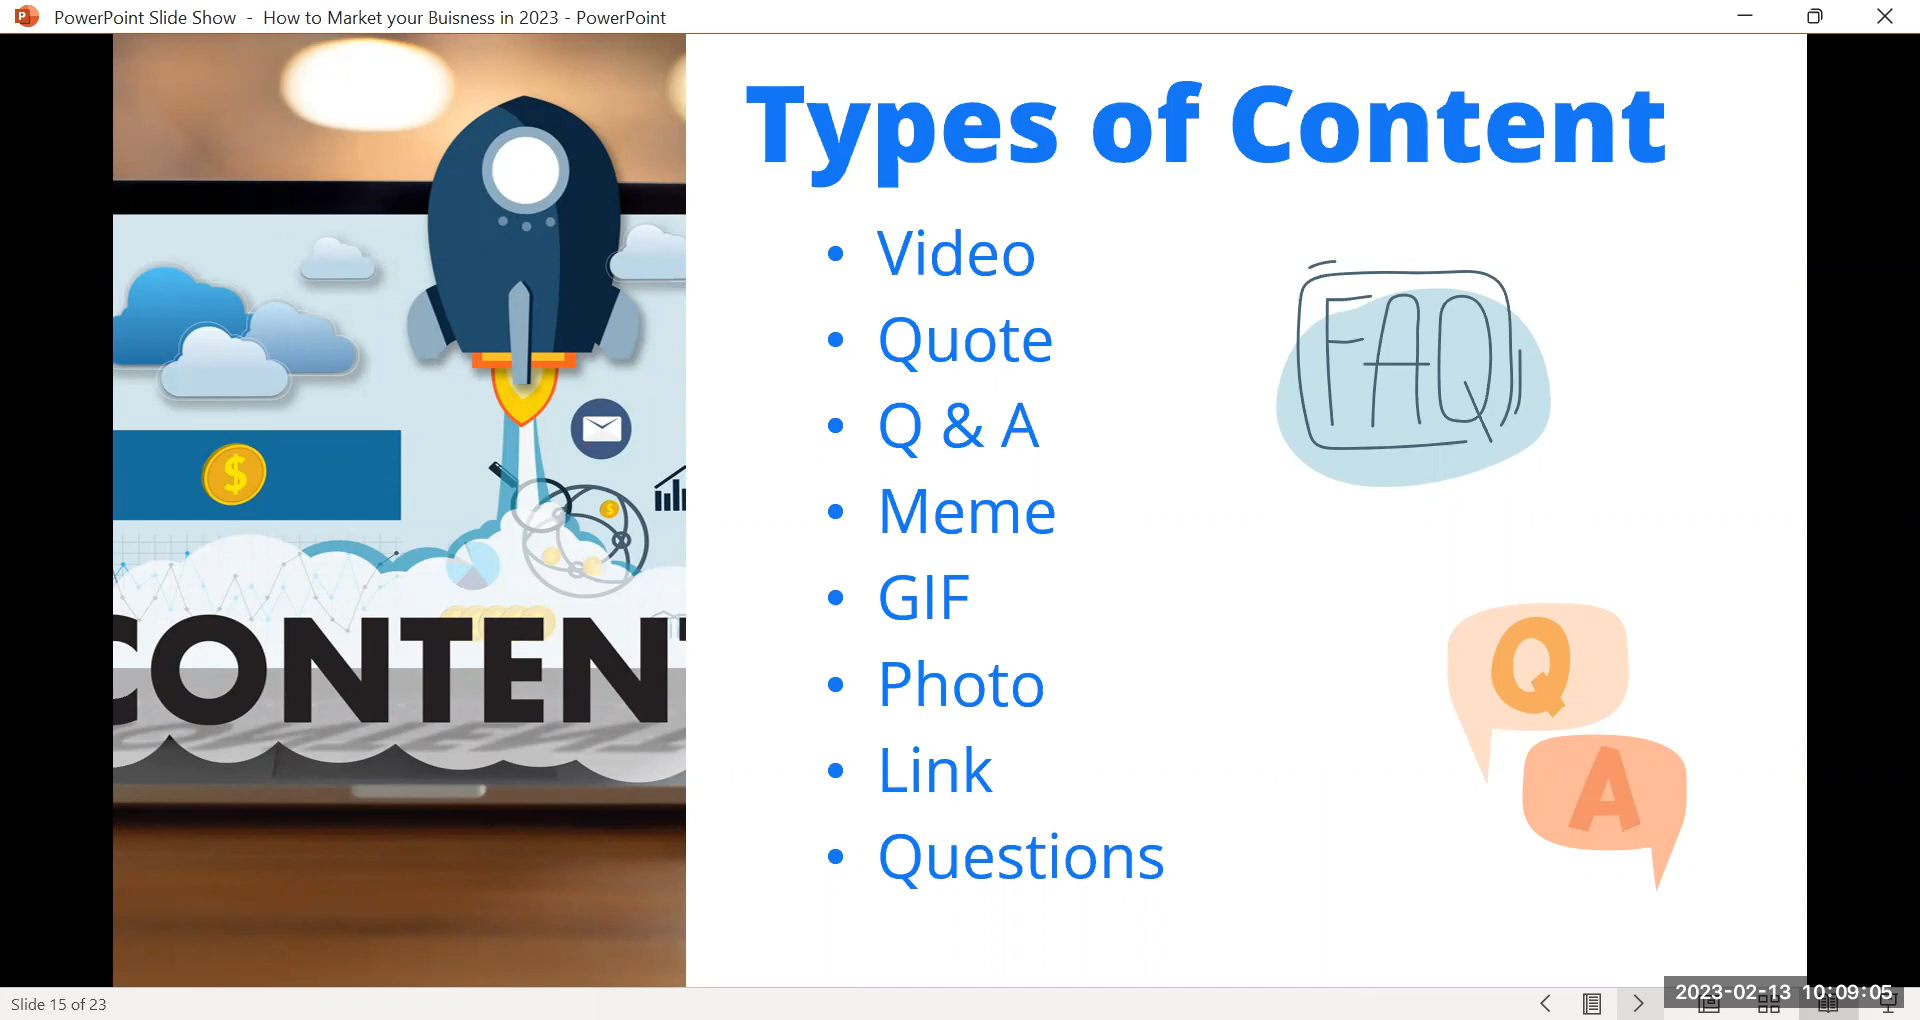 PowerPoint Slide Show - How to Market your Buisness in 2023 - PowerPoint
Types of Content
• Video
• Quote
• Q & A
• Meme
• GIF
• Photo
• Link
• Questions
FAQ
Q
A
$
$
CONTENT
Slide 15 of 23
2023-02-13 10:09:05